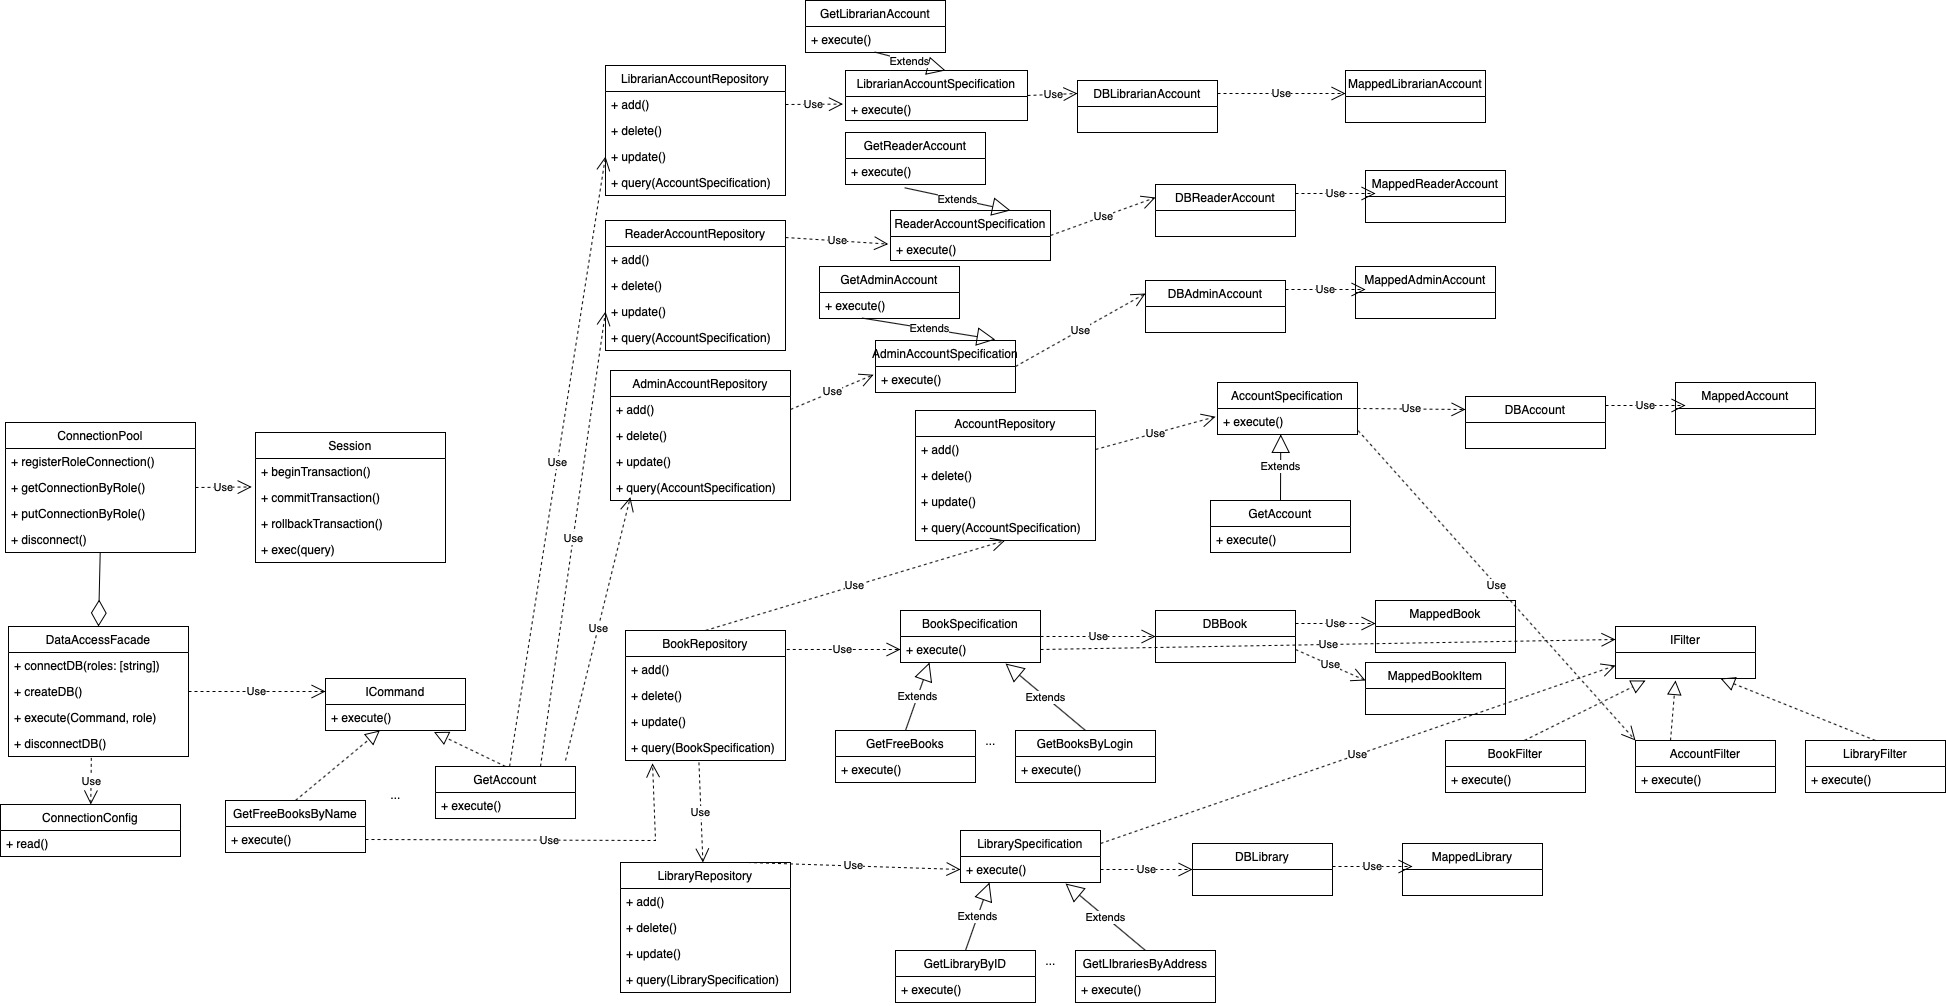 GetLibrarianAccount
+ execute()
Extends
LibrarianAccountRepository
+ add()
+ delete()
+ update()
+ query(AccountSpecification)
Use
LibrarianAccountSpecification
+ execute()
Use
DBLibrarianAccount
Use
MappedLibrarianAccount
GetReaderAccount
+ execute()
Extends
ReaderAccountRepository
+ add()
+ delete()
+ update()
+ query(AccountSpecification)
Use
ReaderAccountSpecification
+ execute()
Use
DBReaderAccount
Use
MappedReaderAccount
GetAdminAccount
+ execute()
Extends
AdminAccountRepository
+ add()
+ delete()
+ update()
+ query(AccountSpecification)
Use
AdminAccountSpecification
+ execute()
Use
DBAdminAccount
Use
MappedAdminAccount
AccountRepository
+ add()
+ delete()
+ update()
+ query(AccountSpecification)
Use
AccountSpecification
+ execute()
Use
DBAccount
Use
MappedAccount
Extends
GetAccount
+ execute()
Use
ConnectionPool
+ registerRoleConnection()
+ getConnectionByRole()
+ putConnectionByRole()
+ disconnect()
Use
Session
+ beginTransaction()
+ commitTransaction()
+ rollbackTransaction()
+ exec(query)
Use
Use
Use
Use
DataAccessFacade
+ connectDB(roles: [string])
+ createDB()
+ execute(Command, role)
+ disconnectDB()
Use
ICommand
+ execute()
Use
ConnectionConfig
+ read()
GetFreeBooksByName
+ execute()
...
GetAccount
+ execute()
Use
BookRepository
+ add()
+ delete()
+ update()
+ query(BookSpecification)
Use
BookSpecification
+ execute()
Use
DBBook
Use
MappedBook
Use
Use
MappedBookItem
IFilter
Extends
Extends
GetFreeBooks
+ execute()
...
GetBooksByLogin
+ execute()
Use
BookFilter
+ execute()
AccountFilter
+ execute()
LibraryFilter
+ execute()
Use
LibraryRepository
+ add()
+ delete()
+ update()
+ query(LibrarySpecification)
Use
LibrarySpecification
+ execute()
Use
DBLibrary
Use
MappedLibrary
Extends
Extends
GetLibraryByID
+ execute()
...
GetLIbrariesByAddress
+ execute()